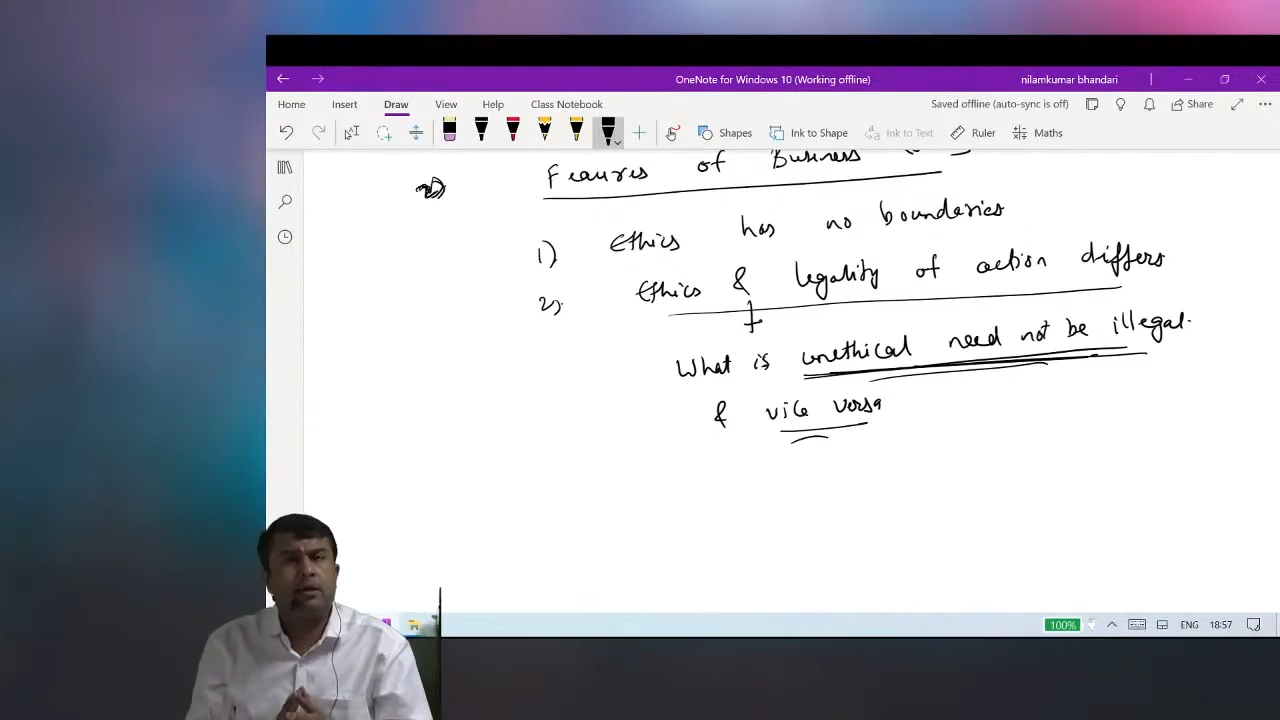 OneNote for Windows 10 (Working offline)
nilamkumar bhandari
Home Insert Draw View Help Class Notebook
Saved offline (auto-sync is off)
Share
Shapes
Ink to Shape
Ink to Text
Ruler
Maths
Feaures of Business
1). Ethics has no boundaries
2). Ethics & legality of action differs
What is unethical need not be illegal.
& vice versa
100%
ENG
18:57